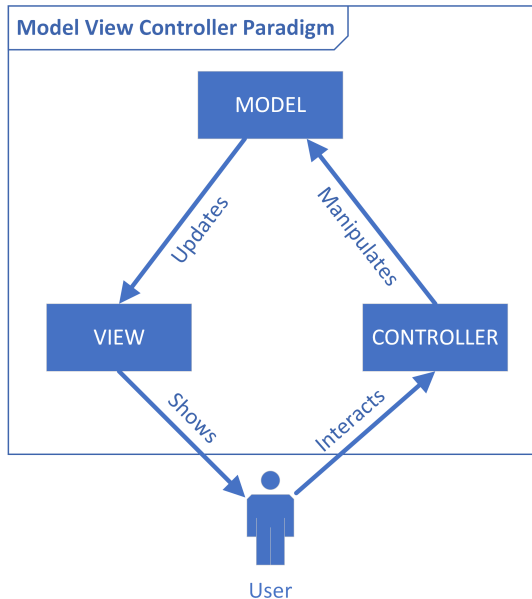 Model View Controller Paradigm
MODEL
Updates
Manipulates
VIEW
CONTROLLER
Shows
Interacts
User